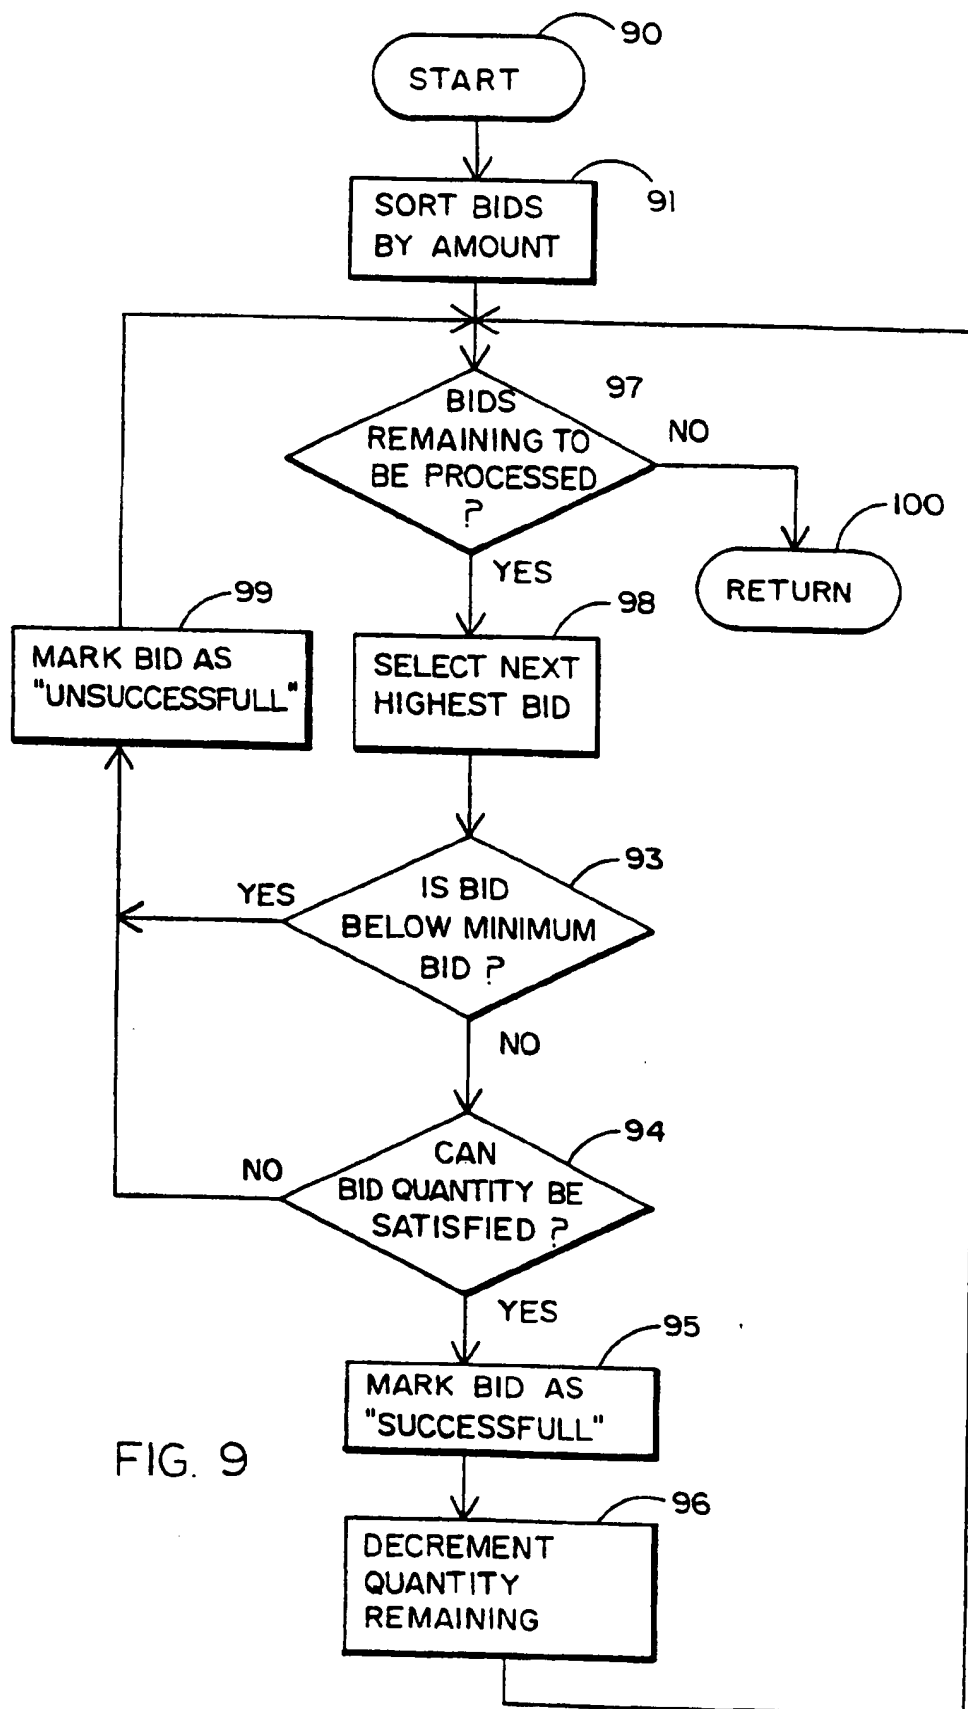 90
START
91
SORT BIDS
BY AMOUNT
97
BIDS
REMAINING TO
BE PROCESSED
?
NO
100
RETURN
YES
99
MARK BID AS
"UNSUCCESSFULL"
98
SELECT NEXT
HIGHEST BID
93
YES
IS BID
BELOW MINIMUM
BID ?
NO
94
NO
CAN
BID QUANTITY BE
SATISFIED ?
YES
95
MARK BID AS
"SUCCESSFULL"
FIG. 9
96
DECREMENT
QUANTITY
REMAINING